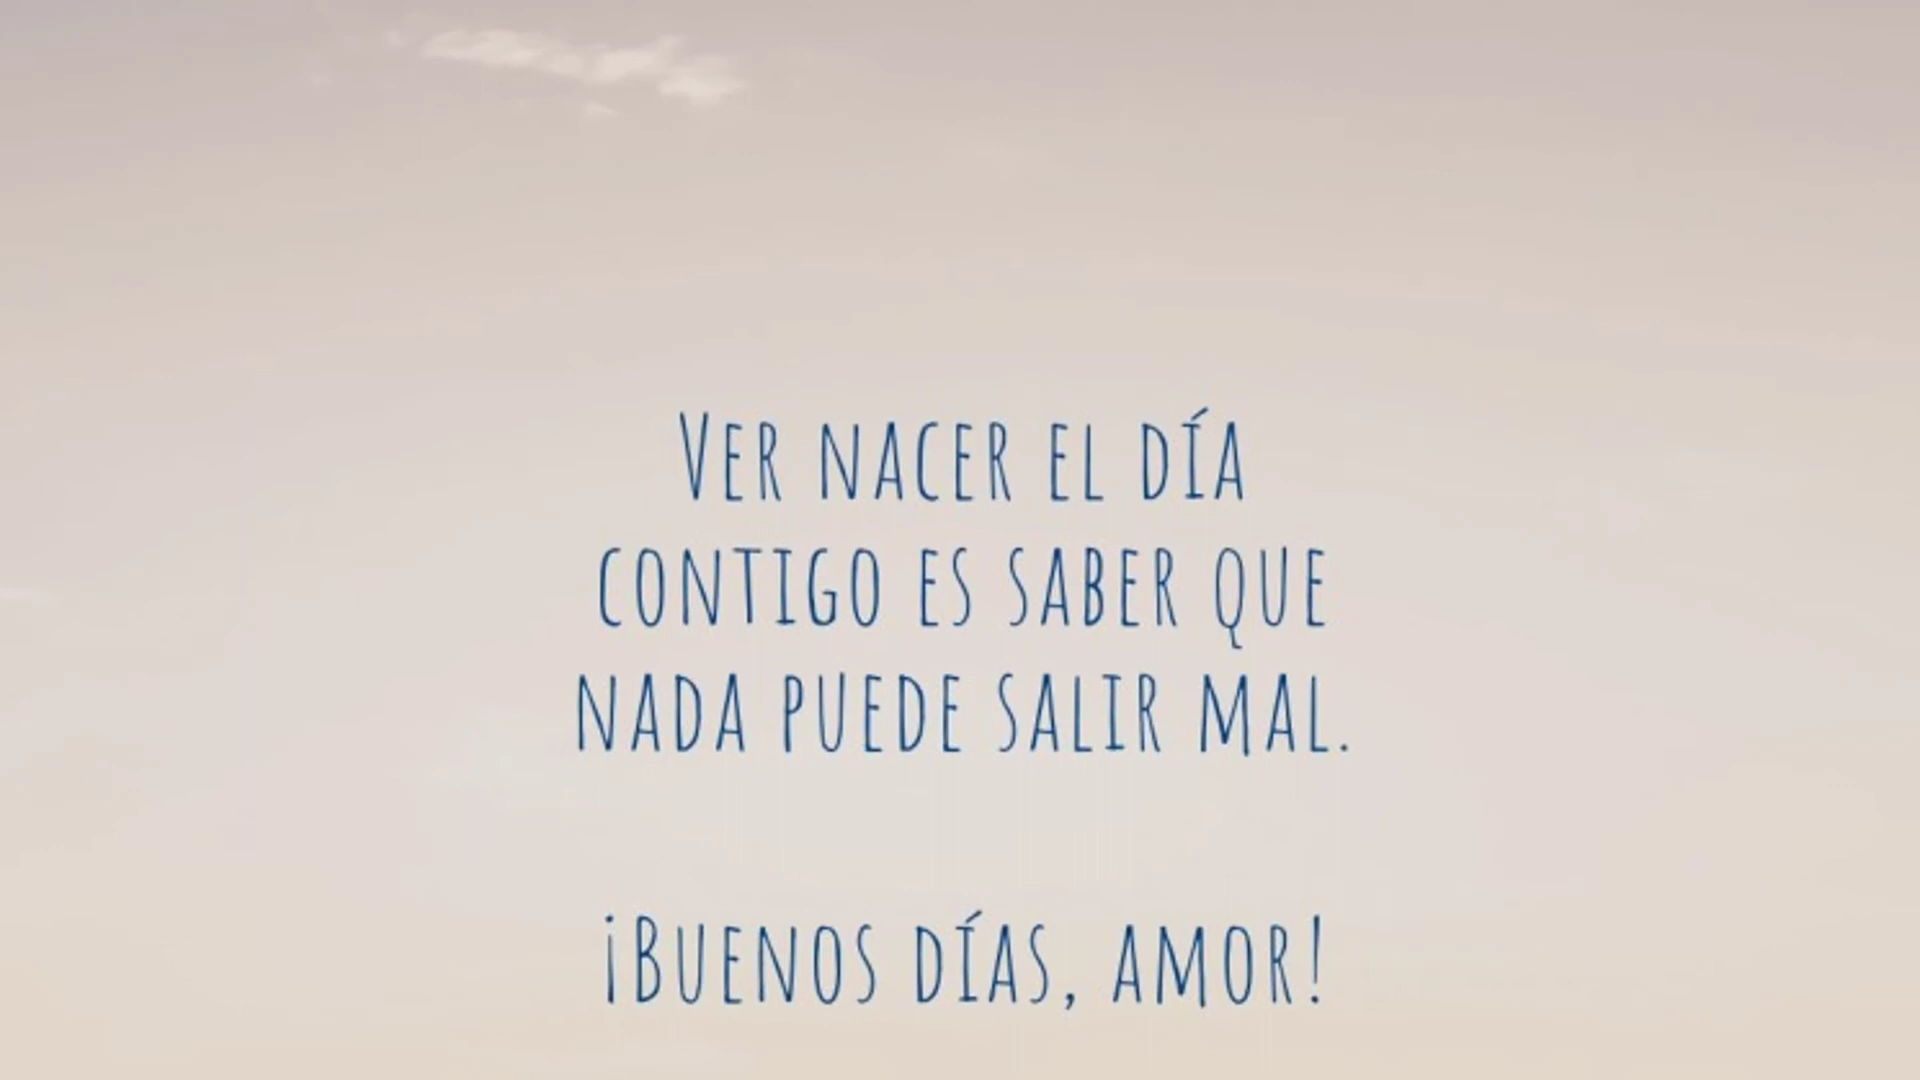 Ver nacer el día
contigo es saber que
nada puede salir mal.
¡Buenos días, amor!